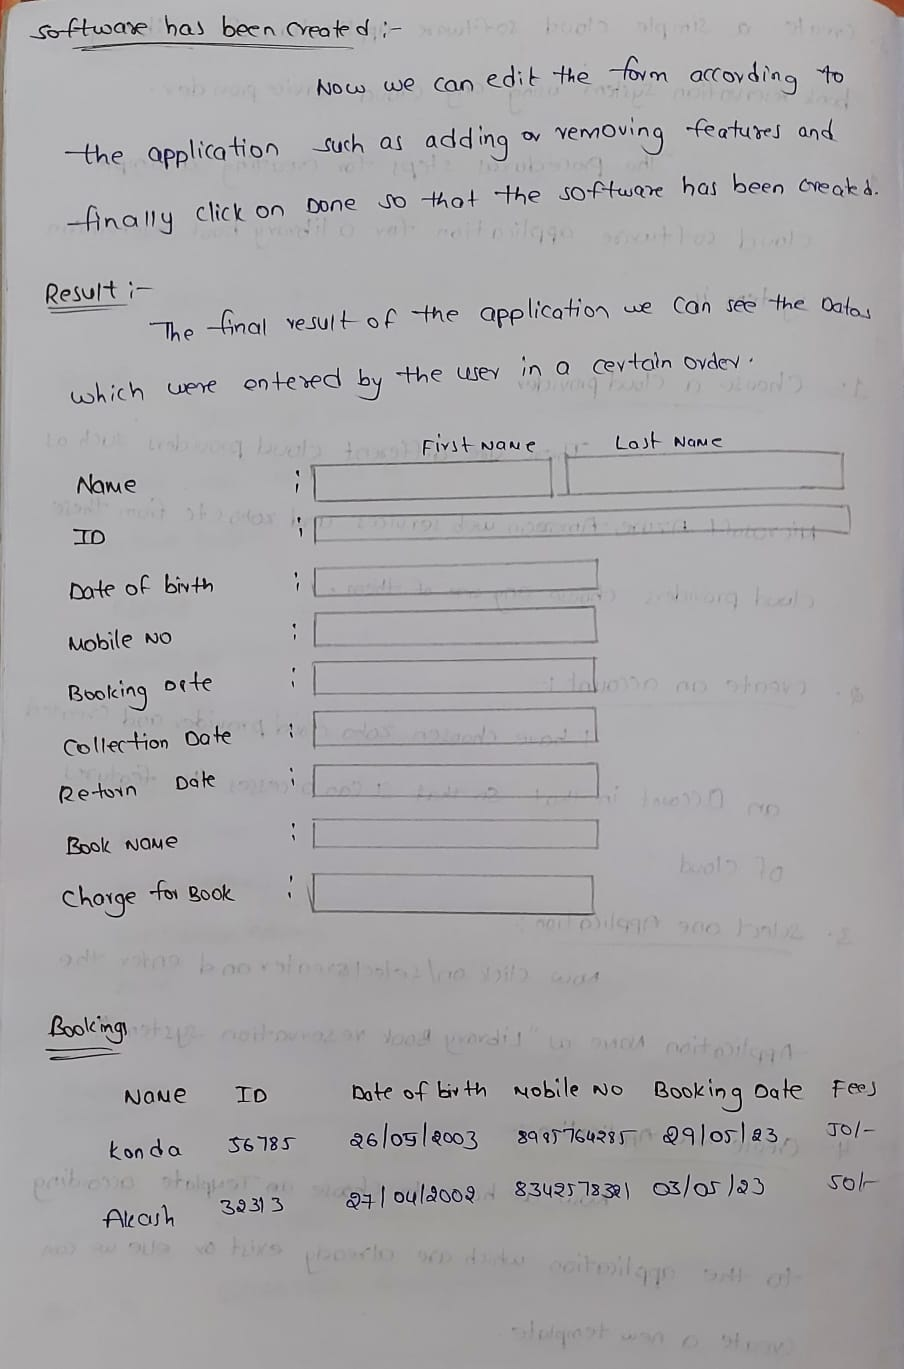 Software has been Created :-
Now we can edit the form according to
the application such as adding or removing features and
finally click on Done so that the software has been created.
Result :-
The final result of the application we can see the Datas
which were entered by the user in a certain order.
First Name Last Name
Name :
ID :
Date of birth :
Mobile No :
Booking Date :
Collection Date :
Return Date :
Book Name :
Charge for Book :
Bookings
Name ID Date of birth Mobile No Booking Date Fees
Konda 56785 26/05/2003 29/05/23 50/-
Akash 32313 27/04/2002 8342578321 03/05/23 50/-